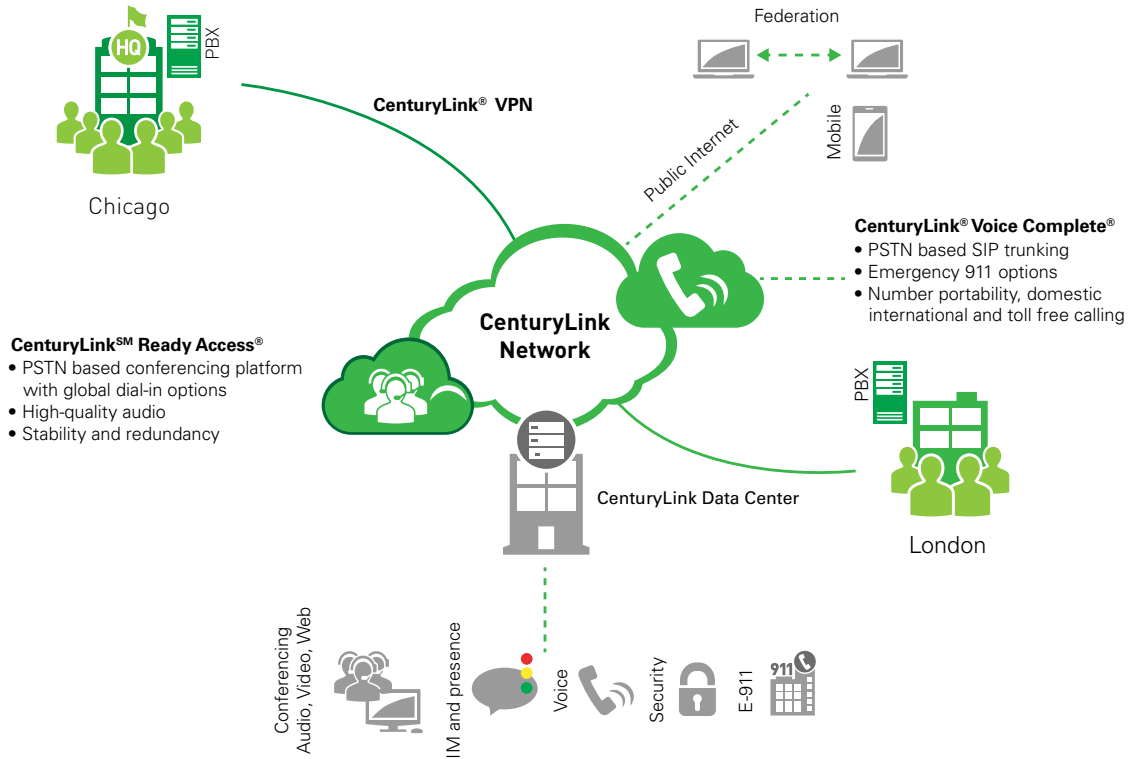 HQ
PBX
Chicago
CenturyLink® VPN
Federation
Mobile
Public Internet
CenturyLink® Voice Complete®
• PSTN based SIP trunking
• Emergency 911 options
• Number portability, domestic
international and toll free calling
CenturyLink
Network
CenturyLink℠ Ready Access®
• PSTN based conferencing platform
with global dial-in options
• High-quality audio
• Stability and redundancy
PBX
London
CenturyLink Data Center
Conferencing
Audio, Video, Web
IM and presence
Voice
Security
E-911
911